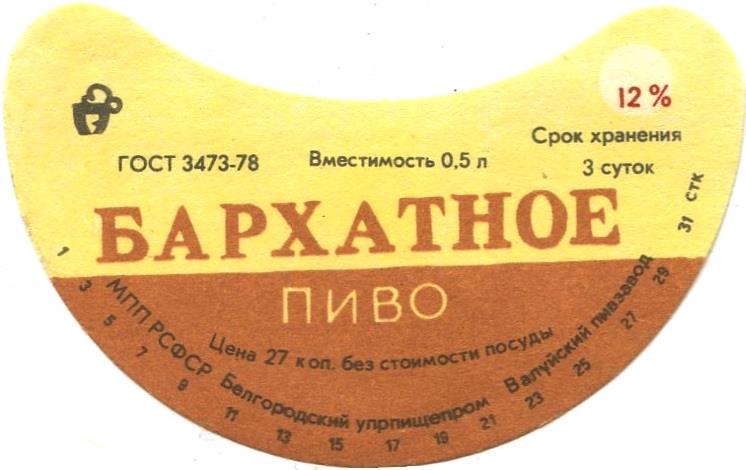 12 %
ГОСТ 3473-78
Вместимость 0,5 л
Срок хранения
3 суток
БАРХАТНОЕ
ПИВО
Цена 27 коп. без стоимости посуды
МПП РСФСР Белгородский упрпищепром Валуйский пивзавод
1 3 5 7 9 11 13 15 17 19 21 23 25 27 29 31 стк